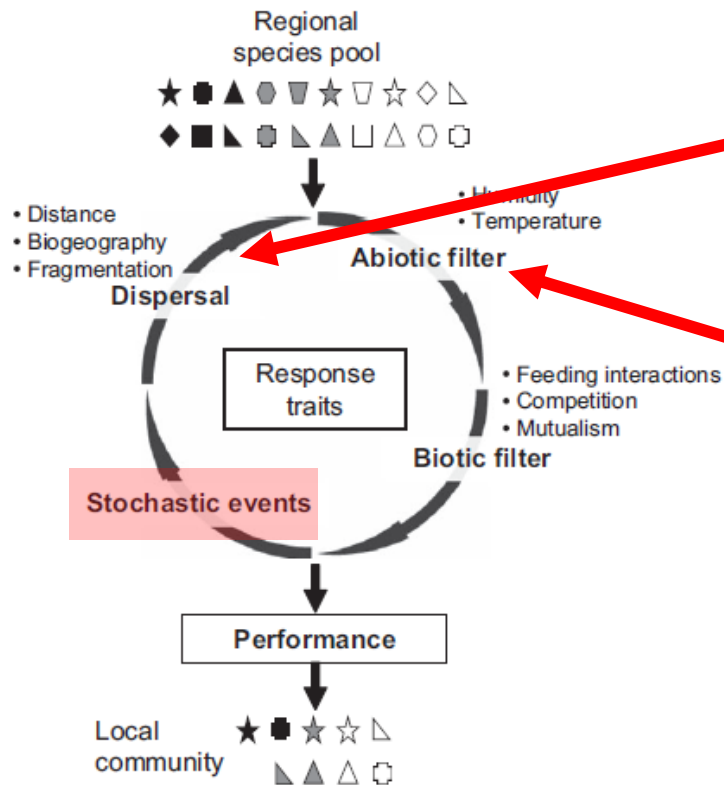 Regional
species pool
• Distance
• Biogeography
• Fragmentation
Dispersal
• Humidity
• Temperature
Abiotic filter
Response
traits
• Feeding interactions
• Competition
• Mutualism
Biotic filter
Stochastic events
Performance
Local
community